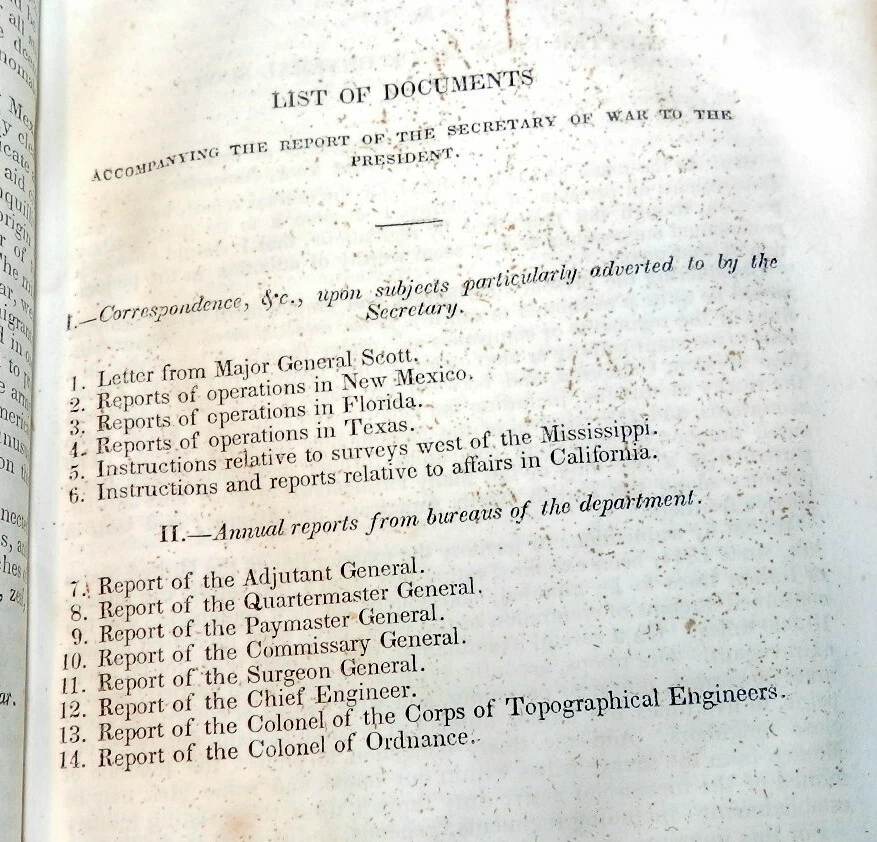 LIST OF DOCUMENTS
ACCOMPANYING THE REPORT OF THE SECRETARY OF WAR TO THE
PRESIDENT.
I.—Correspondence, &c., upon subjects particularly adverted to by the
Secretary.
1. Letter from Major General Scott.
2. Reports of operations in New Mexico.
3. Reports of operations in Florida.
4. Reports of operations in Texas.
5. Instructions relative to surveys west of the Mississippi.
6. Instructions and reports relative to affairs in California.
II.—Annual reports from bureaus of the department.
7. Report of the Adjutant General.
8. Report of the Quartermaster General.
9. Report of the Paymaster General.
10. Report of the Commissary General.
11. Report of the Surgeon General.
12. Report of the Chief Engineer.
13. Report of the Colonel of the Corps of Topographical Engineers.
14. Report of the Colonel of Ordnance.